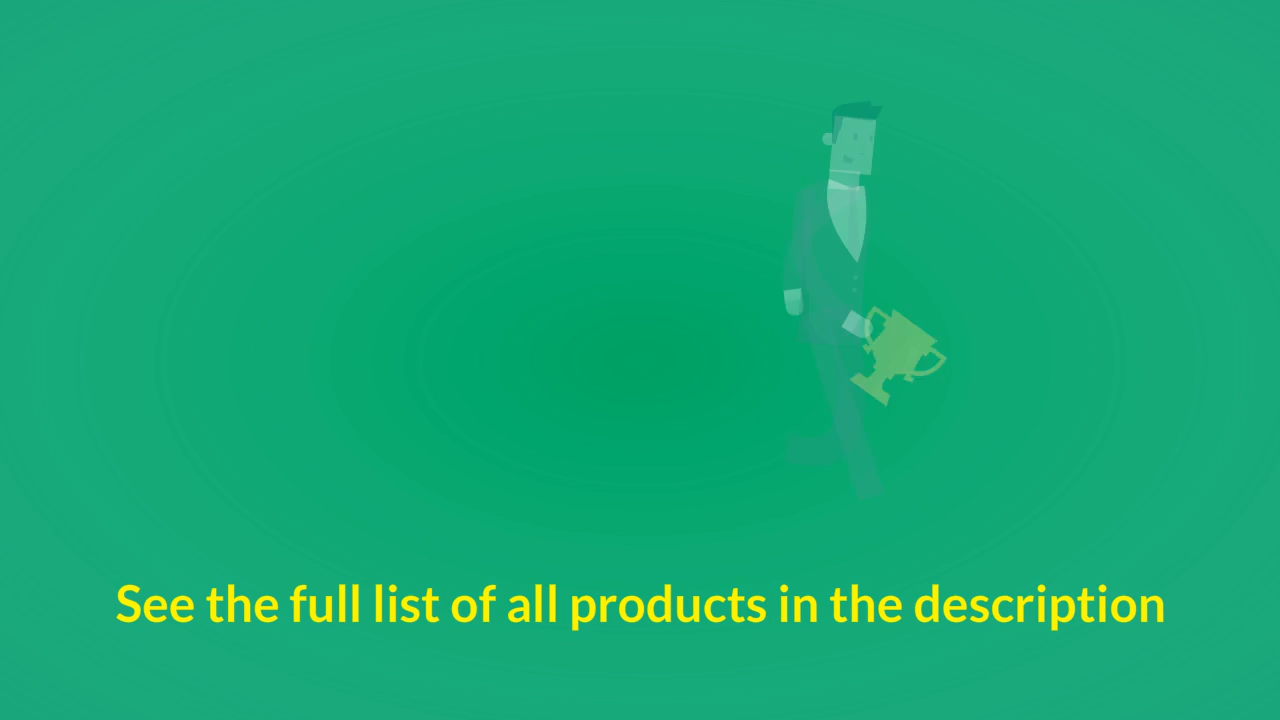 See the full list of all products in the description